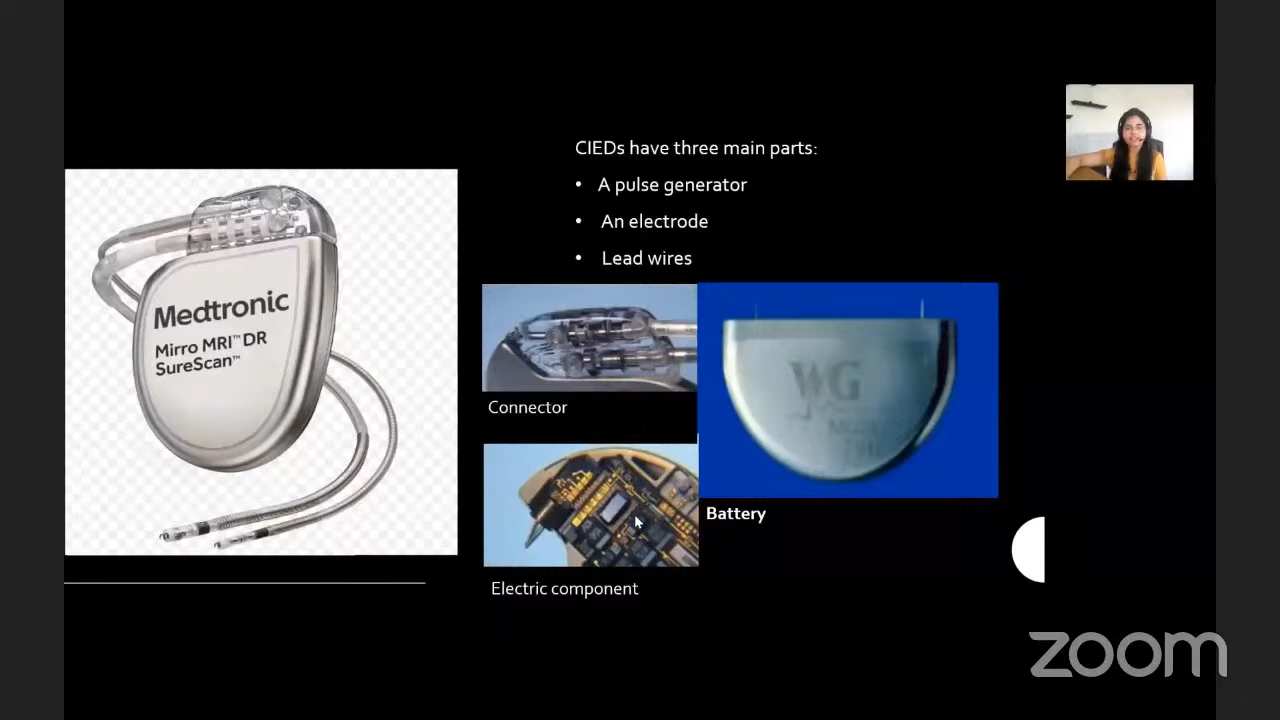 CIEDs have three main parts:
• A pulse generator
• An electrode
• Lead wires
Medtronic
Mirro MRI™ DR
SureScan™
WG
Connector
Battery
Electric component
zoom